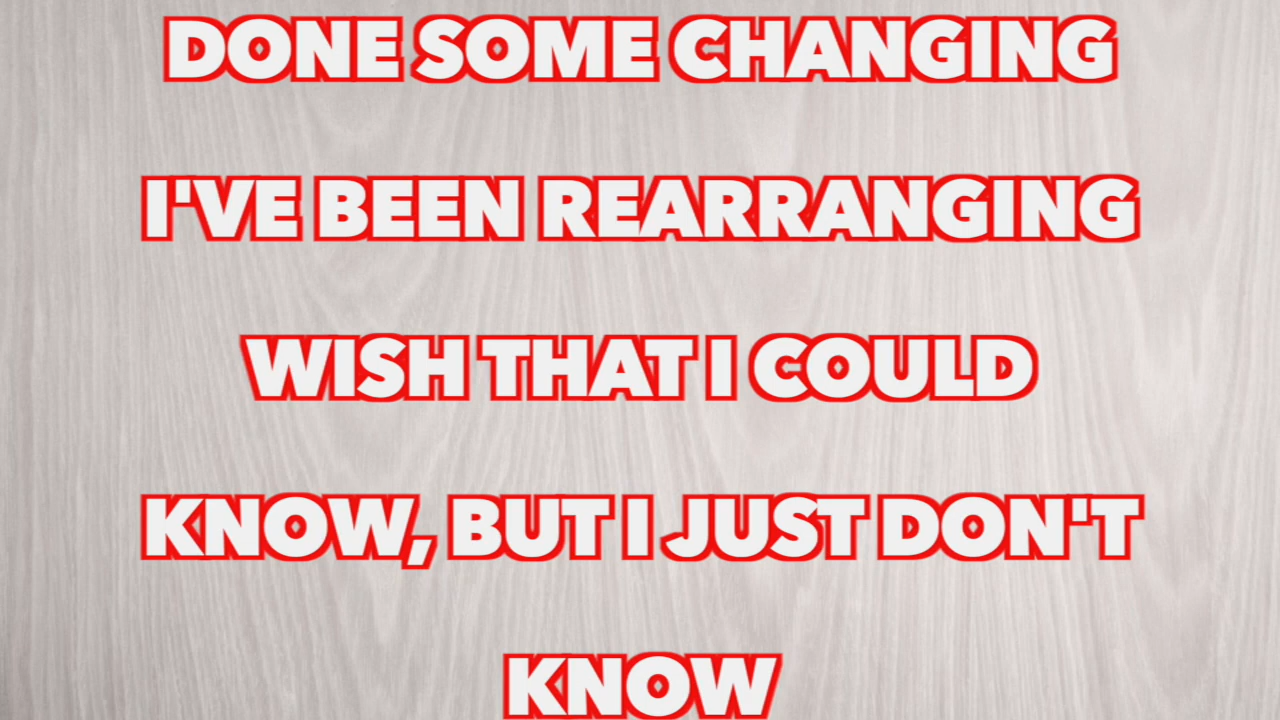 DONE SOME CHANGING
I'VE BEEN REARRANGING
WISH THAT I COULD
KNOW, BUT I JUST DON'T
KNOW